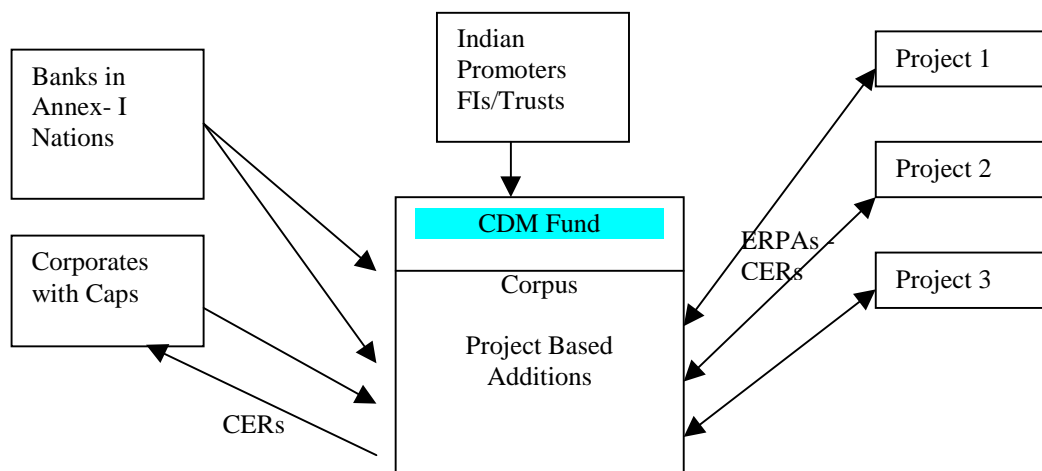 Banks in
Annex- I
Nations
Corporates
with Caps
CERs
Indian
Promoters
FIs/Trusts
CDM Fund
Corpus
Project Based
Additions
ERPAs -
CERs
Project 1
Project 2
Project 3